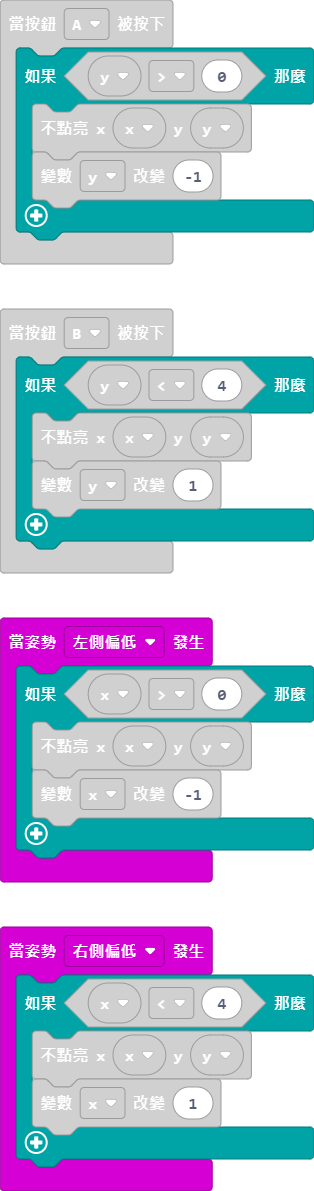 當按鈕 A 被按下
如果 y > 0 那麼
不點亮 x x y y
變數 y 改變 -1
當按鈕 B 被按下
如果 y < 4 那麼
不點亮 x x y y
變數 y 改變 1
當姿勢 左側偏低 發生
如果 x > 0 那麼
不點亮 x x y y
變數 x 改變 -1
當姿勢 右側偏低 發生
如果 x < 4 那麼
不點亮 x x y y
變數 x 改變 1